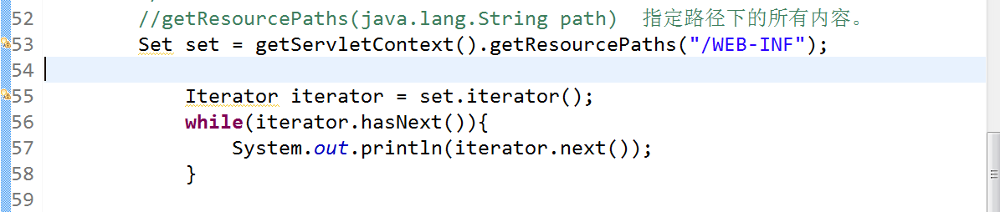 52 //getResourcePaths(java.lang.String path)  指定路径下的所有内容。
53 Set set = getServletContext().getResourcePaths("/WEB-INF");
54
55 Iterator iterator = set.iterator();
56 while(iterator.hasNext()){
57 System.out.println(iterator.next());
58 }
59